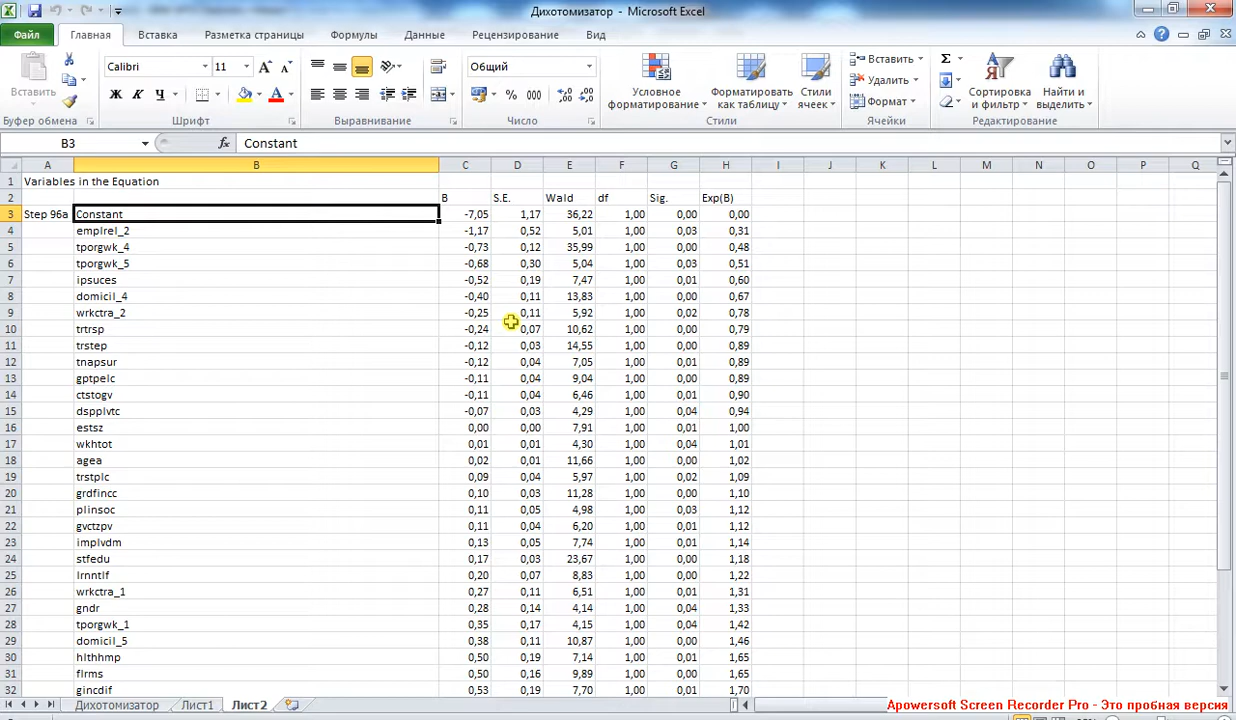 Дихотомизатор - Microsoft Excel
Файл Главная Вставка Разметка страницы Формулы Данные Рецензирование Вид
Вставить Calibri 11 Общий Условное форматирование Форматировать как таблицу Стили ячеек Вставить Удалить Формат Сортировка и фильтр Найти и выделить
Ж К Ч % 000
Буфер обмена Шрифт Выравнивание Число Стили Ячейки Редактирование
B3 fx Constant
A B C D E F G H I J K L M N O P Q
1 Variables in the Equation
2 B S.E. Wald df Sig. Exp(B)
3 Step 96a Constant -7,05 1,17 36,22 1,00 0,00 0,00
4 emplrel_2 -1,17 0,52 5,01 1,00 0,03 0,31
5 tporgwk_4 -0,73 0,12 35,99 1,00 0,00 0,48
6 tporgwk_5 -0,68 0,30 5,04 1,00 0,03 0,51
7 ipsuces -0,52 0,19 7,47 1,00 0,01 0,60
8 domicil_4 -0,40 0,11 13,83 1,00 0,00 0,67
9 wrkctra_2 -0,25 0,11 5,92 1,00 0,02 0,78
10 trtrsp -0,24 0,07 10,62 1,00 0,00 0,79
11 trstep -0,12 0,03 14,55 1,00 0,00 0,89
12 tnapsur -0,12 0,04 7,05 1,00 0,01 0,89
13 gptpelc -0,11 0,04 9,04 1,00 0,00 0,89
14 ctstogv -0,11 0,04 6,46 1,00 0,01 0,90
15 dspplvtc -0,07 0,03 4,29 1,00 0,04 0,94
16 estsz 0,00 0,00 7,91 1,00 0,01 1,00
17 wkhtot 0,01 0,01 4,30 1,00 0,04 1,01
18 agea 0,02 0,01 11,66 1,00 0,00 1,02
19 trstplc 0,09 0,04 5,97 1,00 0,02 1,09
20 grdfincc 0,10 0,03 11,28 1,00 0,00 1,10
21 plinsoc 0,11 0,05 4,98 1,00 0,03 1,12
22 gvctzpv 0,11 0,04 6,20 1,00 0,01 1,12
23 implvdm 0,13 0,05 7,74 1,00 0,01 1,14
24 stfedu 0,17 0,03 23,67 1,00 0,00 1,18
25 lrnntlf 0,20 0,07 8,83 1,00 0,00 1,22
26 wrkctra_1 0,27 0,11 6,51 1,00 0,01 1,31
27 gndr 0,28 0,14 4,14 1,00 0,04 1,33
28 tporgwk_1 0,35 0,17 4,15 1,00 0,04 1,42
29 domicil_5 0,38 0,11 10,87 1,00 0,00 1,46
30 hlthhmp 0,50 0,19 7,14 1,00 0,01 1,65
31 flrms 0,50 0,16 9,89 1,00 0,00 1,65
32 gincdif 0,53 0,19 7,70 1,00 0,01 1,70
Дихотомизатор Лист1 Лист2
Apowersoft Screen Recorder Pro - Это пробная версия